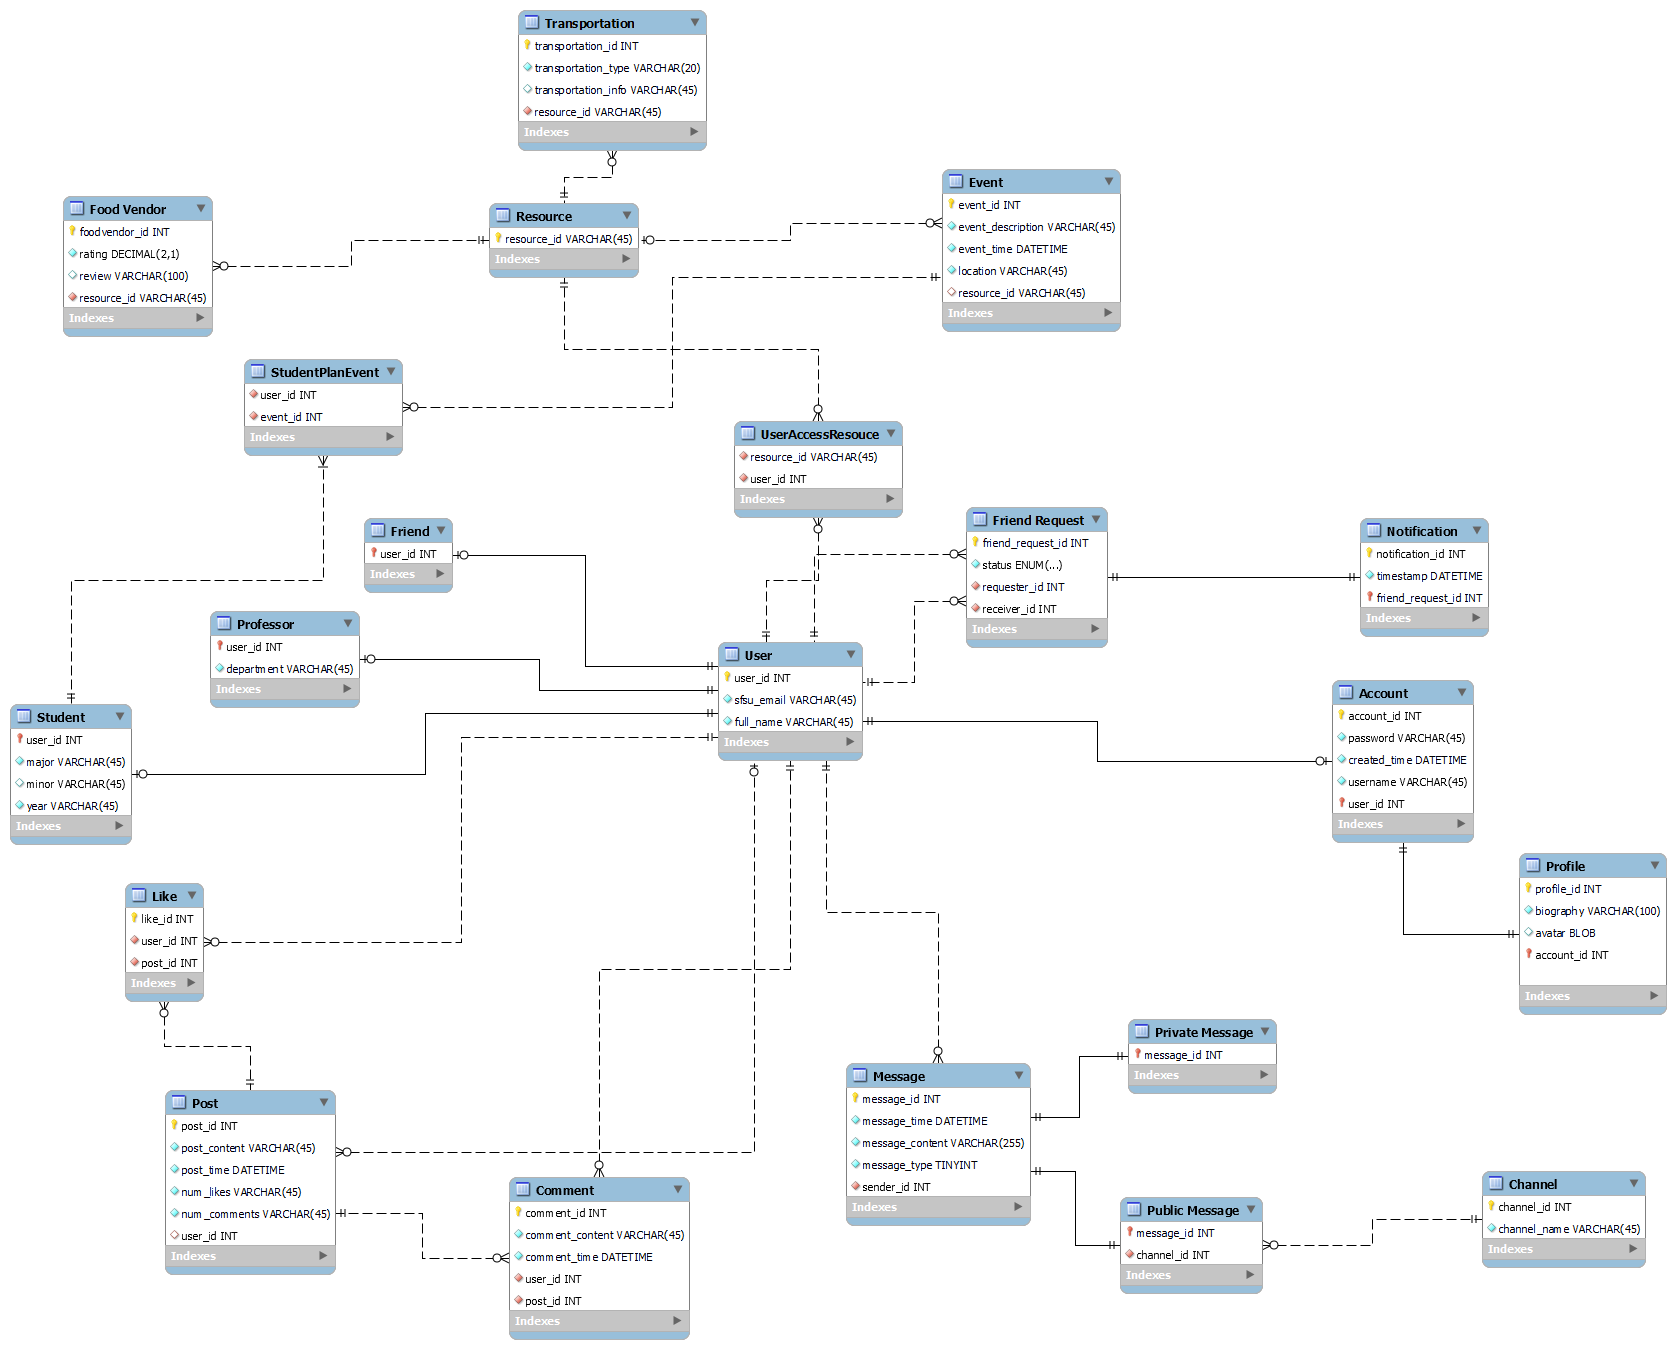 Transportation
transportation_id INT
transportation_type VARCHAR(20)
transportation_info VARCHAR(45)
resource_id VARCHAR(45)
Indexes
Event
event_id INT
event_description VARCHAR(45)
event_time DATETIME
location VARCHAR(45)
resource_id VARCHAR(45)
Indexes
Food Vendor
foodvendor_id INT
rating DECIMAL(2,1)
review VARCHAR(100)
resource_id VARCHAR(45)
Indexes
Resource
resource_id VARCHAR(45)
Indexes
StudentPlanEvent
user_id INT
event_id INT
Indexes
UserAccessResouce
resource_id VARCHAR(45)
user_id INT
Indexes
Friend
user_id INT
Indexes
Friend Request
friend_request_id INT
status ENUM(...)
requester_id INT
receiver_id INT
Indexes
Notification
notification_id INT
timestamp DATETIME
friend_request_id INT
Indexes
Professor
user_id INT
department VARCHAR(45)
Indexes
User
user_id INT
sfsu_email VARCHAR(45)
full_name VARCHAR(45)
Indexes
Student
user_id INT
major VARCHAR(45)
minor VARCHAR(45)
year VARCHAR(45)
Indexes
Account
account_id INT
password VARCHAR(45)
created_time DATETIME
username VARCHAR(45)
user_id INT
Indexes
Profile
profile_id INT
biography VARCHAR(100)
avatar BLOB
account_id INT
Indexes
Like
like_id INT
user_id INT
post_id INT
Indexes
Private Message
message_id INT
Indexes
Message
message_id INT
message_time DATETIME
message_content VARCHAR(255)
message_type TINYINT
sender_id INT
Indexes
Post
post_id INT
post_content VARCHAR(45)
post_time DATETIME
num_likes VARCHAR(45)
num_comments VARCHAR(45)
user_id INT
Indexes
Comment
comment_id INT
comment_content VARCHAR(45)
comment_time DATETIME
user_id INT
post_id INT
Indexes
Public Message
message_id INT
channel_id INT
Indexes
Channel
channel_id INT
channel_name VARCHAR(45)
Indexes